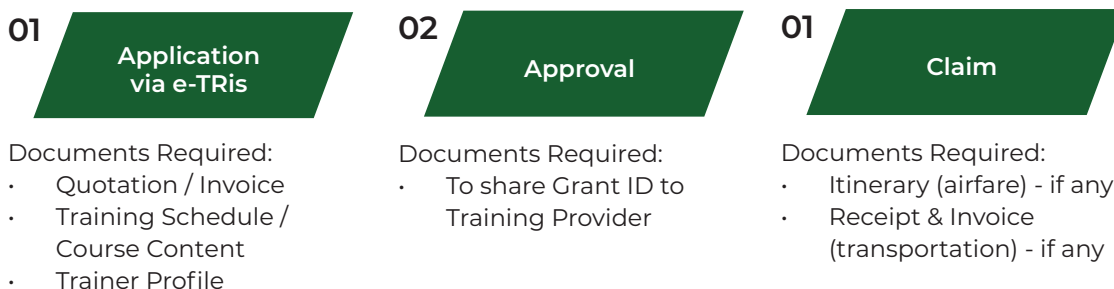 01
Application
via e-TRis
Documents Required:
• Quotation / Invoice
• Training Schedule /
Course Content
• Trainer Profile
02
Approval
Documents Required:
• To share Grant ID to
Training Provider
01
Claim
Documents Required:
• Itinerary (airfare) - if any
• Receipt & Invoice
(transportation) - if any